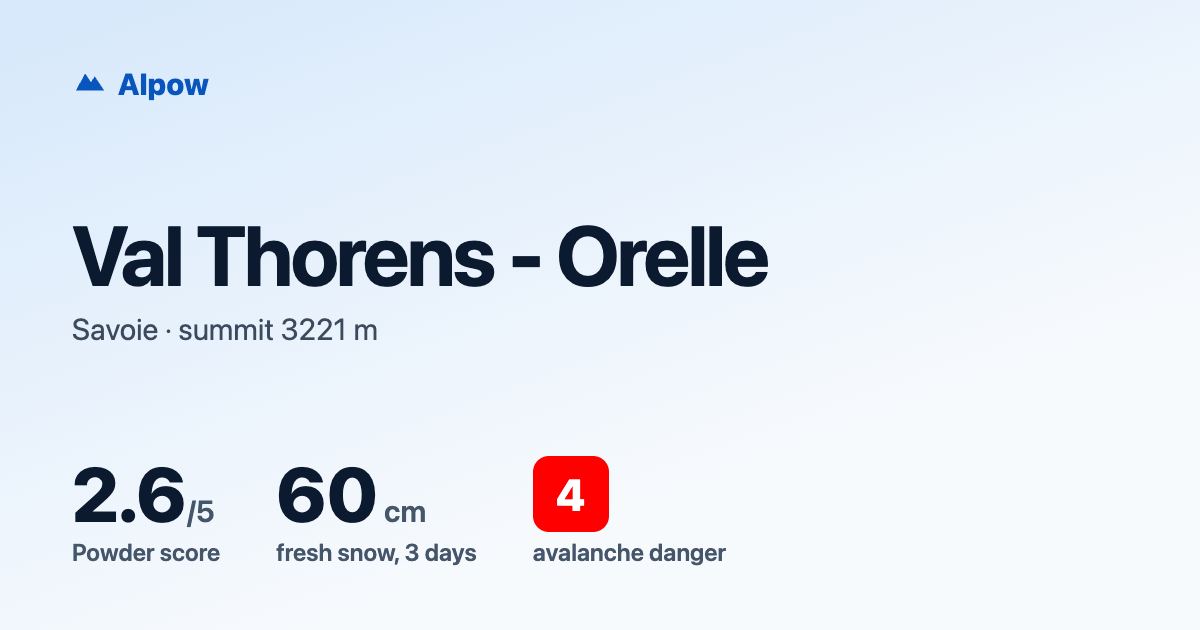 Alpow
Val Thorens - Orelle
Savoie · summit 3221 m
2.6/5
Powder score
60 cm
fresh snow, 3 days
4
avalanche danger